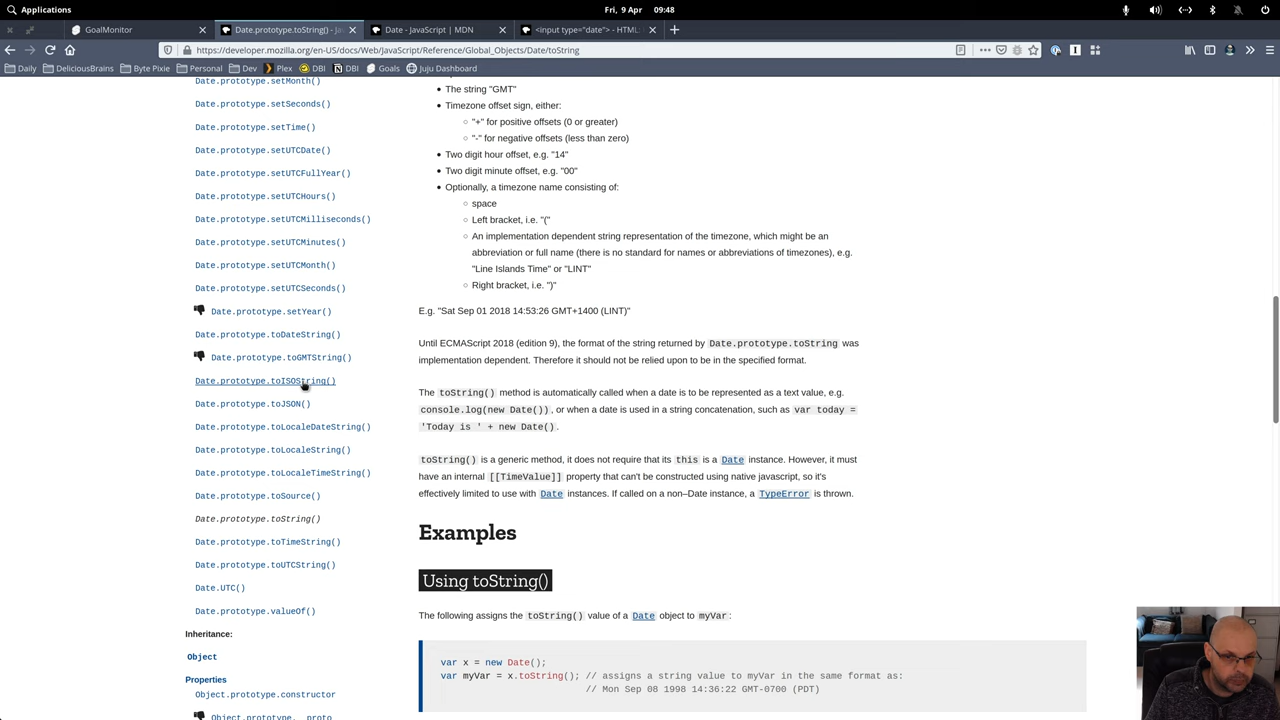 Applications
Fri, 9 Apr 09:48
GoalMonitor
Date.prototype.toString() - Ja
Date - JavaScript | MDN
<input type="date"> - HTML:
https://developer.mozilla.org/en-US/docs/Web/JavaScript/Reference/Global_Objects/Date/toString
Daily
DeliciousBrains
Byte Pixie
Personal
Dev
Plex
DBI
DBI
Goals
Juju Dashboard
Date.prototype.setMonth()
Date.prototype.setSeconds()
Date.prototype.setTime()
Date.prototype.setUTCDate()
Date.prototype.setUTCFullYear()
Date.prototype.setUTCHours()
Date.prototype.setUTCMilliseconds()
Date.prototype.setUTCMinutes()
Date.prototype.setUTCMonth()
Date.prototype.setUTCSeconds()
Date.prototype.setYear()
Date.prototype.toDateString()
Date.prototype.toGMTString()
Date.prototype.toISOString()
Date.prototype.toJSON()
Date.prototype.toLocaleDateString()
Date.prototype.toLocaleString()
Date.prototype.toLocaleTimeString()
Date.prototype.toSource()
Date.prototype.toString()
Date.prototype.toTimeString()
Date.prototype.toUTCString()
Date.UTC()
Date.prototype.valueOf()
Inheritance:
Object
Properties
Object.prototype.constructor
Object.prototype.__proto__
The string "GMT"
Timezone offset sign, either:
"+" for positive offsets (0 or greater)
"-" for negative offsets (less than zero)
Two digit hour offset, e.g. "14"
Two digit minute offset, e.g. "00"
Optionally, a timezone name consisting of:
space
Left bracket, i.e. "("
An implementation dependent string representation of the timezone, which might be an
abbreviation or full name (there is no standard for names or abbreviations of timezones), e.g.
"Line Islands Time" or "LINT"
Right bracket, i.e. ")"
E.g. "Sat Sep 01 2018 14:53:26 GMT+1400 (LINT)"
Until ECMAScript 2018 (edition 9), the format of the string returned by Date.prototype.toString was
implementation dependent. Therefore it should not be relied upon to be in the specified format.
The toString() method is automatically called when a date is to be represented as a text value, e.g.
console.log(new Date()), or when a date is used in a string concatenation, such as var today =
'Today is ' + new Date().
toString() is a generic method, it does not require that its this is a Date instance. However, it must
have an internal [[TimeValue]] property that can't be constructed using native javascript, so it's
effectively limited to use with Date instances. If called on a non–Date instance, a TypeError is thrown.
Examples
Using toString()
The following assigns the toString() value of a Date object to myVar:
var x = new Date();
var myVar = x.toString(); // assigns a string value to myVar in the same format as:
// Mon Sep 08 1998 14:36:22 GMT-0700 (PDT)